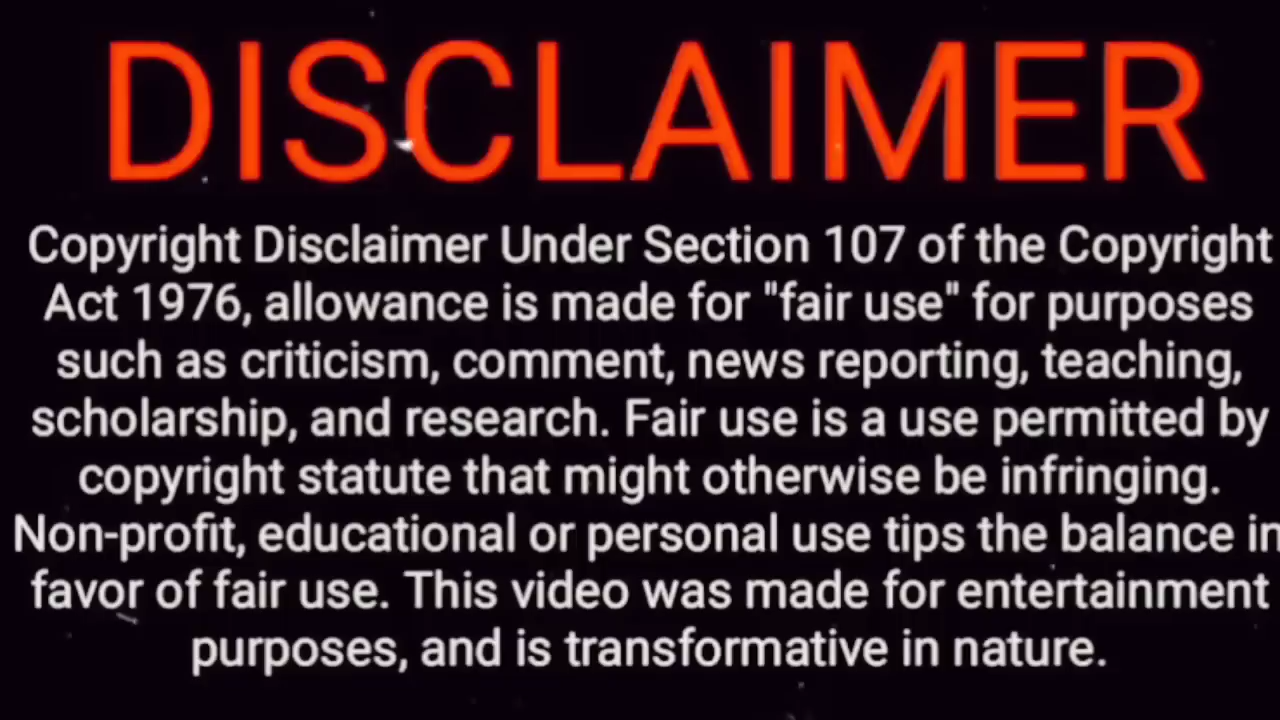 DISCLAIMER
Copyright Disclaimer Under Section 107 of the Copyright
Act 1976, allowance is made for "fair use" for purposes
such as criticism, comment, news reporting, teaching,
scholarship, and research. Fair use is a use permitted by
copyright statute that might otherwise be infringing.
Non-profit, educational or personal use tips the balance in
favor of fair use. This video was made for entertainment
purposes, and is transformative in nature.